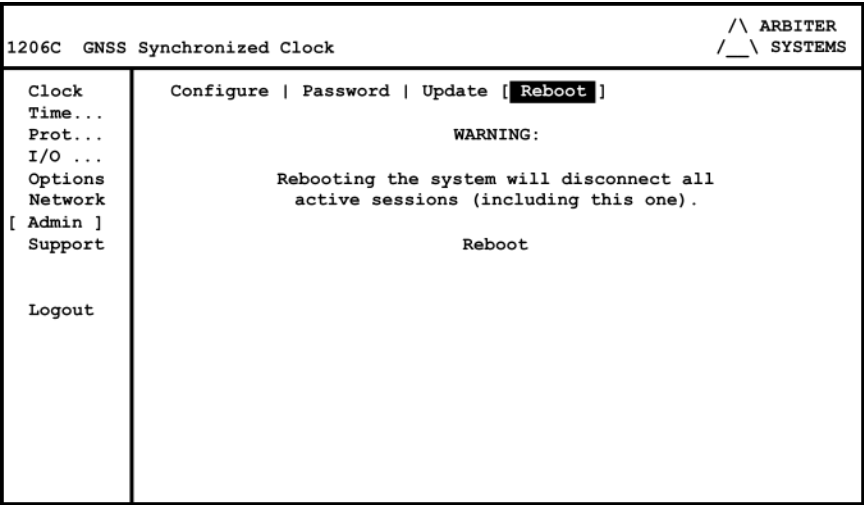 /\ ARBITER
1206C GNSS Synchronized Clock /__\ SYSTEMS
Clock
Time...
Prot...
I/O ...
Options
Network
[ Admin ]
Support
Logout
Configure | Password | Update [ Reboot ]
WARNING:
Rebooting the system will disconnect all
active sessions (including this one).
Reboot